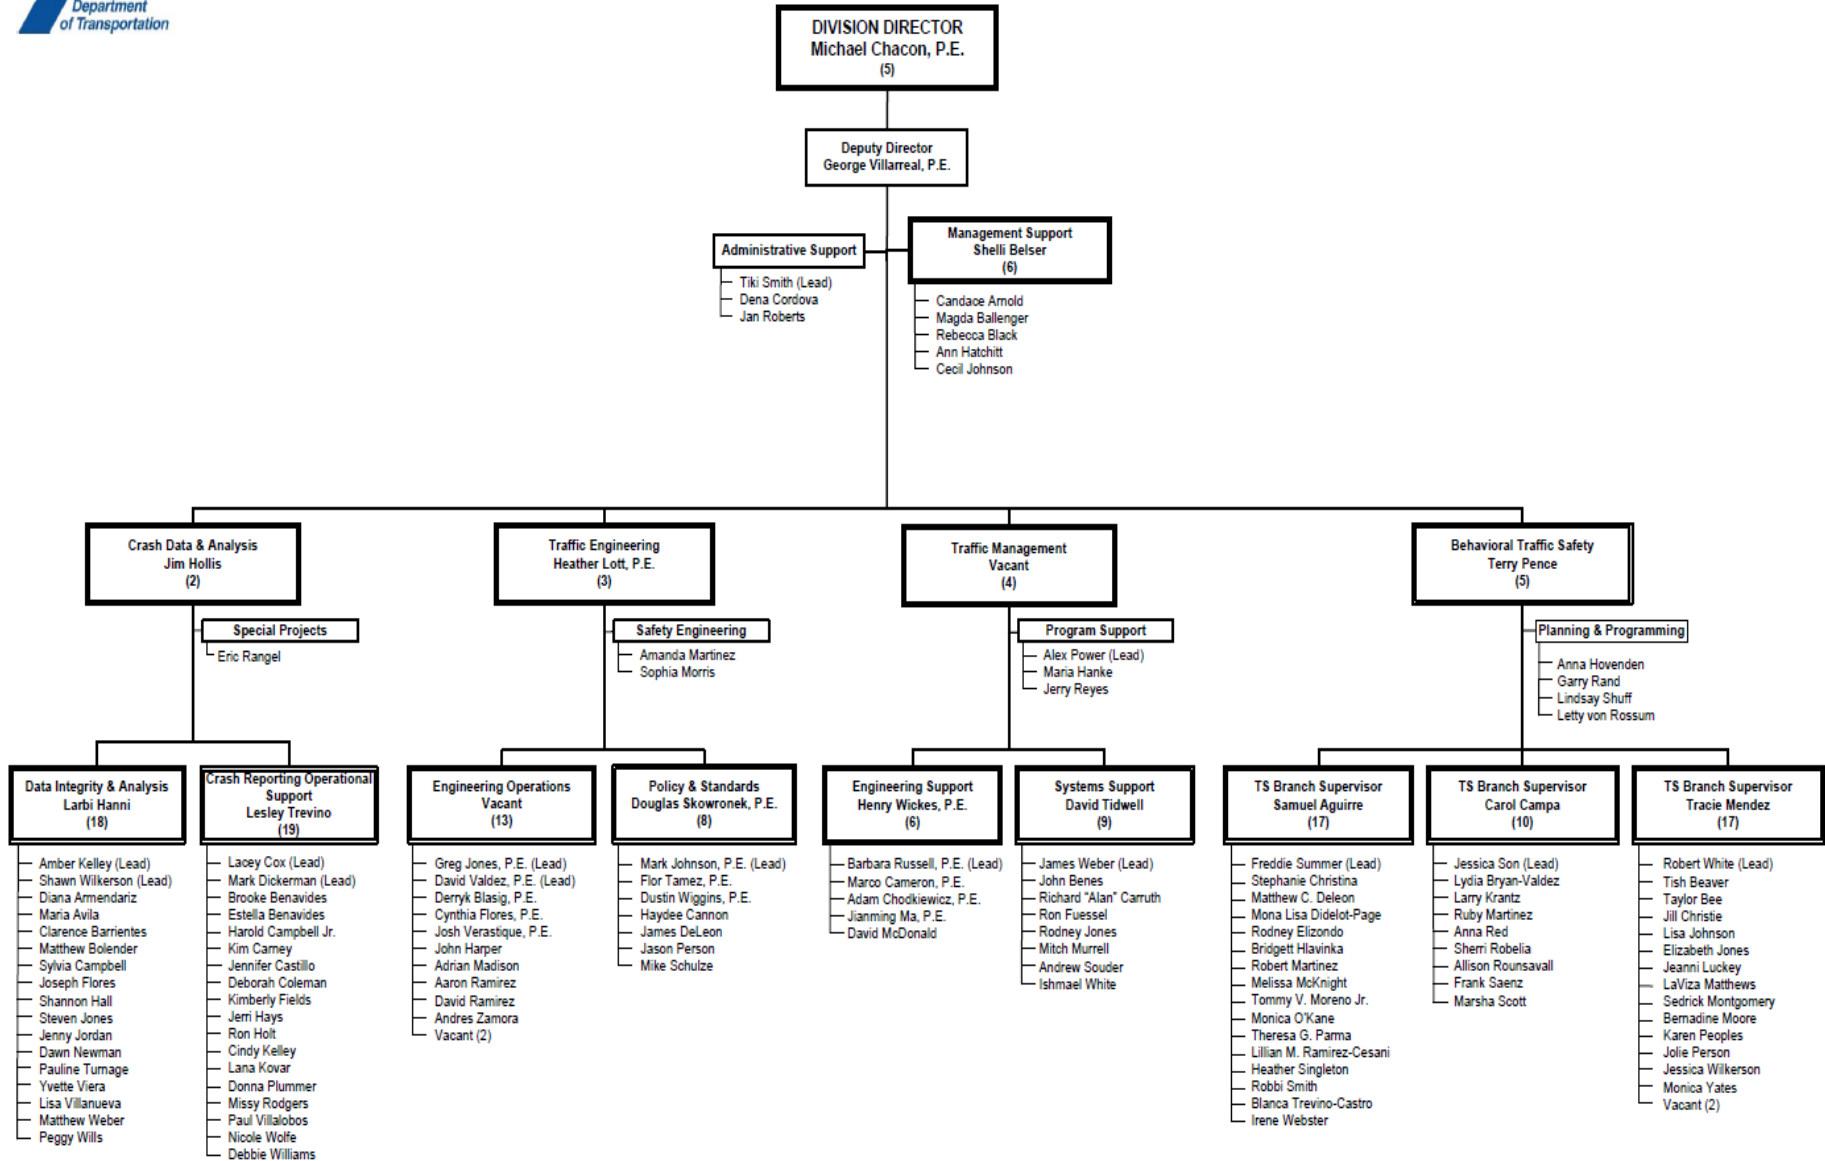 Department
of Transportation
DIVISION DIRECTOR
Michael Chacon, P.E.
(5)
Deputy Director
George Villarreal, P.E.
Administrative Support
Tiki Smith (Lead)
Dena Cordova
Jan Roberts
Management Support
Shelli Belser
(6)
Candace Arnold
Magda Ballenger
Rebecca Black
Ann Hatchitt
Cecil Johnson
Crash Data & Analysis
Jim Hollis
(2)
Special Projects
Eric Rangel
Data Integrity & Analysis
Larbi Hanni
(18)
Amber Kelley (Lead)
Shawn Wilkerson (Lead)
Diana Armendariz
Maria Avila
Clarence Barrientes
Matthew Bolender
Sylvia Campbell
Joseph Flores
Shannon Hall
Steven Jones
Jenny Jordan
Dawn Newman
Pauline Turnage
Yvette Viera
Lisa Villanueva
Matthew Weber
Peggy Wills
Crash Reporting Operational
Support
Lesley Trevino
(19)
Lacey Cox (Lead)
Mark Dickerman (Lead)
Brooke Benavides
Estella Benavides
Harold Campbell Jr.
Kim Carney
Jennifer Castillo
Deborah Coleman
Kimberly Fields
Jerri Hays
Ron Holt
Cindy Kelley
Lana Kovar
Donna Plummer
Missy Rodgers
Paul Villalobos
Nicole Wolfe
Debbie Williams
Traffic Engineering
Heather Lott, P.E.
(3)
Safety Engineering
Amanda Martinez
Sophia Morris
Engineering Operations
Vacant
(13)
Greg Jones, P.E. (Lead)
David Valdez, P.E. (Lead)
Derryk Blasig, P.E.
Cynthia Flores, P.E.
Josh Verastique, P.E.
John Harper
Adrian Madison
Aaron Ramirez
David Ramirez
Andres Zamora
Vacant (2)
Policy & Standards
Douglas Skowronek, P.E.
(8)
Mark Johnson, P.E. (Lead)
Flor Tamez, P.E.
Dustin Wiggins, P.E.
Haydee Cannon
James DeLeon
Jason Person
Mike Schulze
Traffic Management
Vacant
(4)
Program Support
Alex Power (Lead)
Maria Hanke
Jerry Reyes
Engineering Support
Henry Wickes, P.E.
(6)
Barbara Russell, P.E. (Lead)
Marco Cameron, P.E.
Adam Chodkiewicz, P.E.
Jianming Ma, P.E.
David McDonald
Systems Support
David Tidwell
(9)
James Weber (Lead)
John Benes
Richard "Alan" Carruth
Ron Fuessel
Rodney Jones
Mitch Murrell
Andrew Souder
Ishmael White
Behavioral Traffic Safety
Terry Pence
(5)
Planning & Programming
Anna Hovenden
Garry Rand
Lindsay Shuff
Letty von Rossum
TS Branch Supervisor
Samuel Aguirre
(17)
Freddie Summer (Lead)
Stephanie Christina
Matthew C. Deleon
Mona Lisa Didelot-Page
Rodney Elizondo
Bridgett Hlavinka
Robert Martinez
Melissa McKnight
Tommy V. Moreno Jr.
Monica O'Kane
Theresa G. Parma
Lillian M. Ramirez-Cesani
Heather Singleton
Robbi Smith
Blanca Trevino-Castro
Irene Webster
TS Branch Supervisor
Carol Campa
(10)
Jessica Son (Lead)
Lydia Bryan-Valdez
Larry Krantz
Ruby Martinez
Anna Red
Sherri Robelia
Allison Rounsavall
Frank Saenz
Marsha Scott
TS Branch Supervisor
Tracie Mendez
(17)
Robert White (Lead)
Tish Beaver
Taylor Bee
Jill Christie
Lisa Johnson
Elizabeth Jones
Jeanni Luckey
LaViza Matthews
Sedrick Montgomery
Bernadine Moore
Karen Peoples
Jolie Person
Jessica Wilkerson
Monica Yates
Vacant (2)